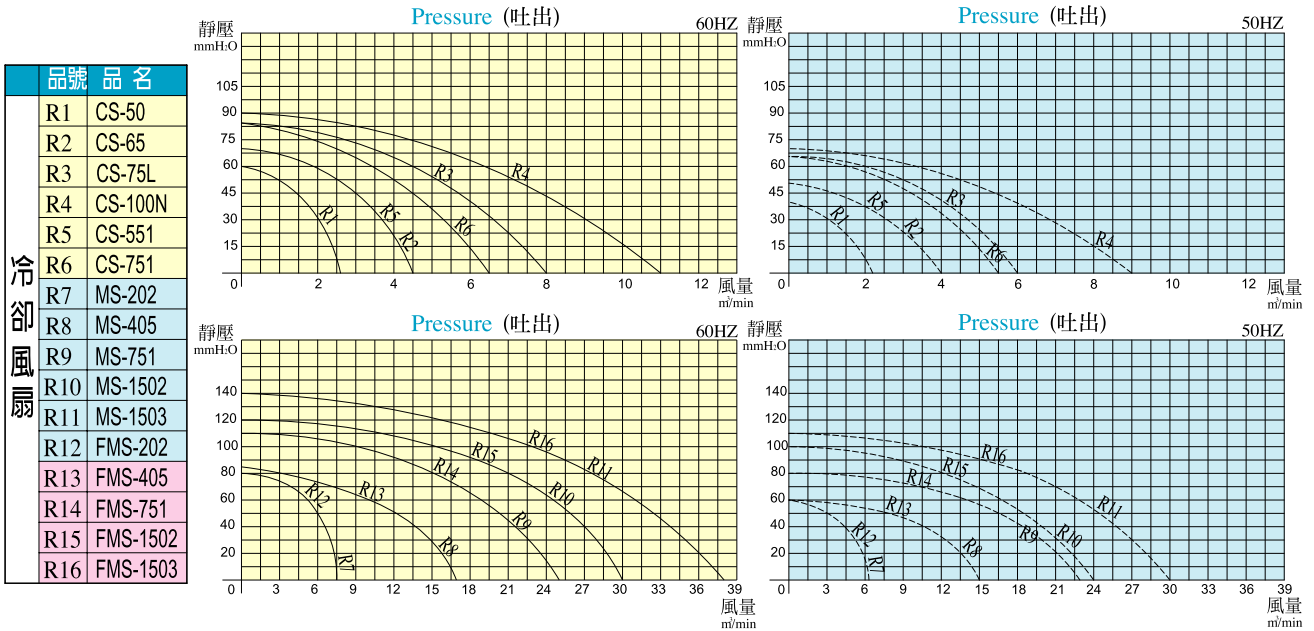 品號 品名
R1 CS-50
R2 CS-65
R3 CS-75L
R4 CS-100N
R5 CS-551
R6 CS-751
R7 MS-202
R8 MS-405
R9 MS-751
R10 MS-1502
R11 MS-1503
R12 FMS-202
R13 FMS-405
R14 FMS-751
R15 FMS-1502
R16 FMS-1503
冷卻風扇
Pressure (吐出)
靜壓
mmH₂O
60HZ
105
90
75
60
45
30
15
R1
R5
R2
R6
R3
R4
0 2 4 6 8 10 12
風量
m³/min
Pressure (吐出)
靜壓
mmH₂O
50HZ
105
90
75
60
45
30
15
R1
R5
R2
R3
R6
R4
0 2 4 6 8 10 12
風量
m³/min
Pressure (吐出)
靜壓
mmH₂O
60HZ
140
120
100
80
60
40
20
R12
R7
R13
R8
R14
R9
R15
R10
R16
R11
0 3 6 9 12 15 18 21 24 27 30 33 36 39
風量
m³/min
Pressure (吐出)
靜壓
mmH₂O
50HZ
140
120
100
80
60
40
20
R12
R7
R13
R8
R14
R9
R15
R10
R16
R11
0 3 6 9 12 15 18 21 24 27 30 33 36 39
風量
m³/min